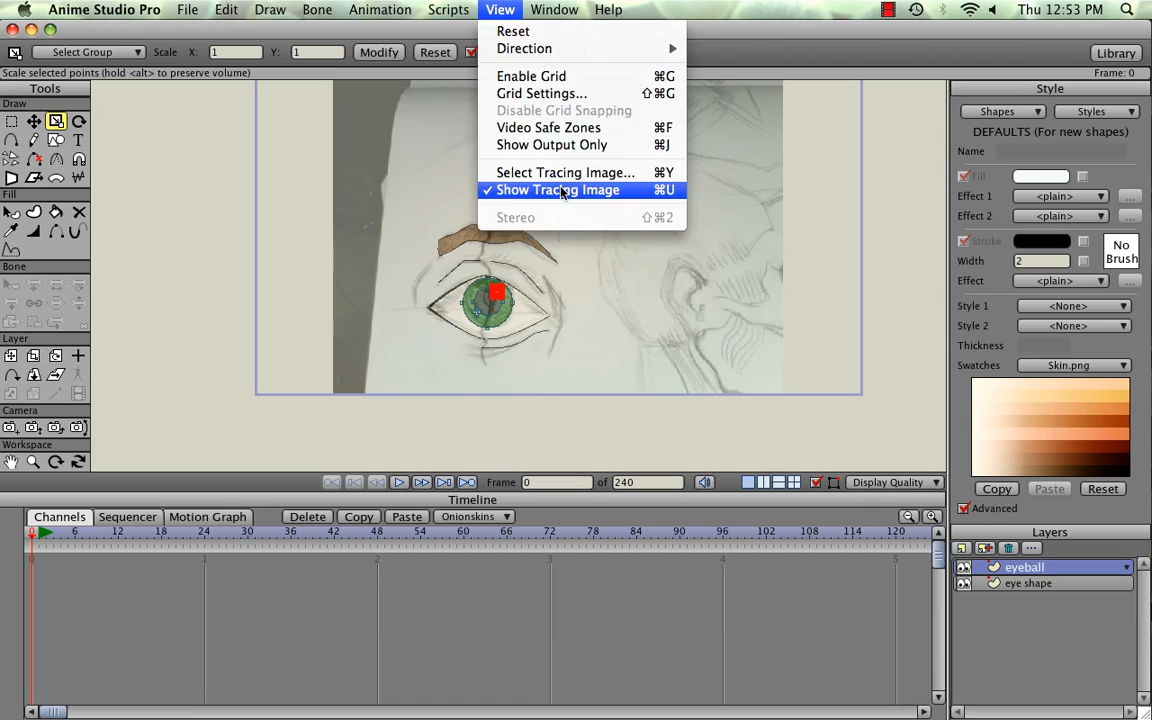 Anime Studio Pro File Edit Draw Bone Animation Scripts View Window Help Thu 12:53 PM
Select Group Scale X: 1 Y: 1 Modify Reset Library
Scale selected points (hold <alt> to preserve volume) Frame: 0
Reset
Direction
Enable Grid ⌘G
Grid Settings... ⇧⌘G
Disable Grid Snapping
Video Safe Zones ⌘F
Show Output Only ⌘J
Select Tracing Image... ⌘Y
✓ Show Tracing Image ⌘U
Stereo ⇧⌘2
Tools
Draw
T
Fill
Bone
Layer
Camera
Workspace
Style
Shapes Styles
DEFAULTS (For new shapes)
Name
Fill
Effect 1 <plain> ...
Effect 2 <plain> ...
Stroke
No Brush
Width 2
Effect <plain> ...
Style 1 <None>
Style 2 <None>
Thickness
Swatches Skin.png
Copy Paste Reset
Advanced
Frame 0 of 240 Display Quality
Timeline
Channels Sequencer Motion Graph Delete Copy Paste Onionskins
0 6 12 18 24 30 36 42 48 54 60 66 72 78 84 90 96 102 108 114 120
0 1 2 3 4 5
Layers
...
eyeball
eye shape